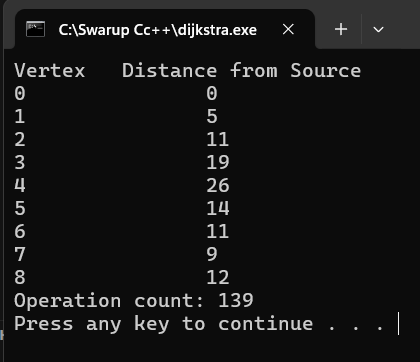 C:\Swarup Cc++\dijkstra.exe
Vertex   Distance from Source
0                0
1                5
2                11
3                19
4                26
5                14
6                11
7                9
8                12
Operation count: 139
Press any key to continue . . .